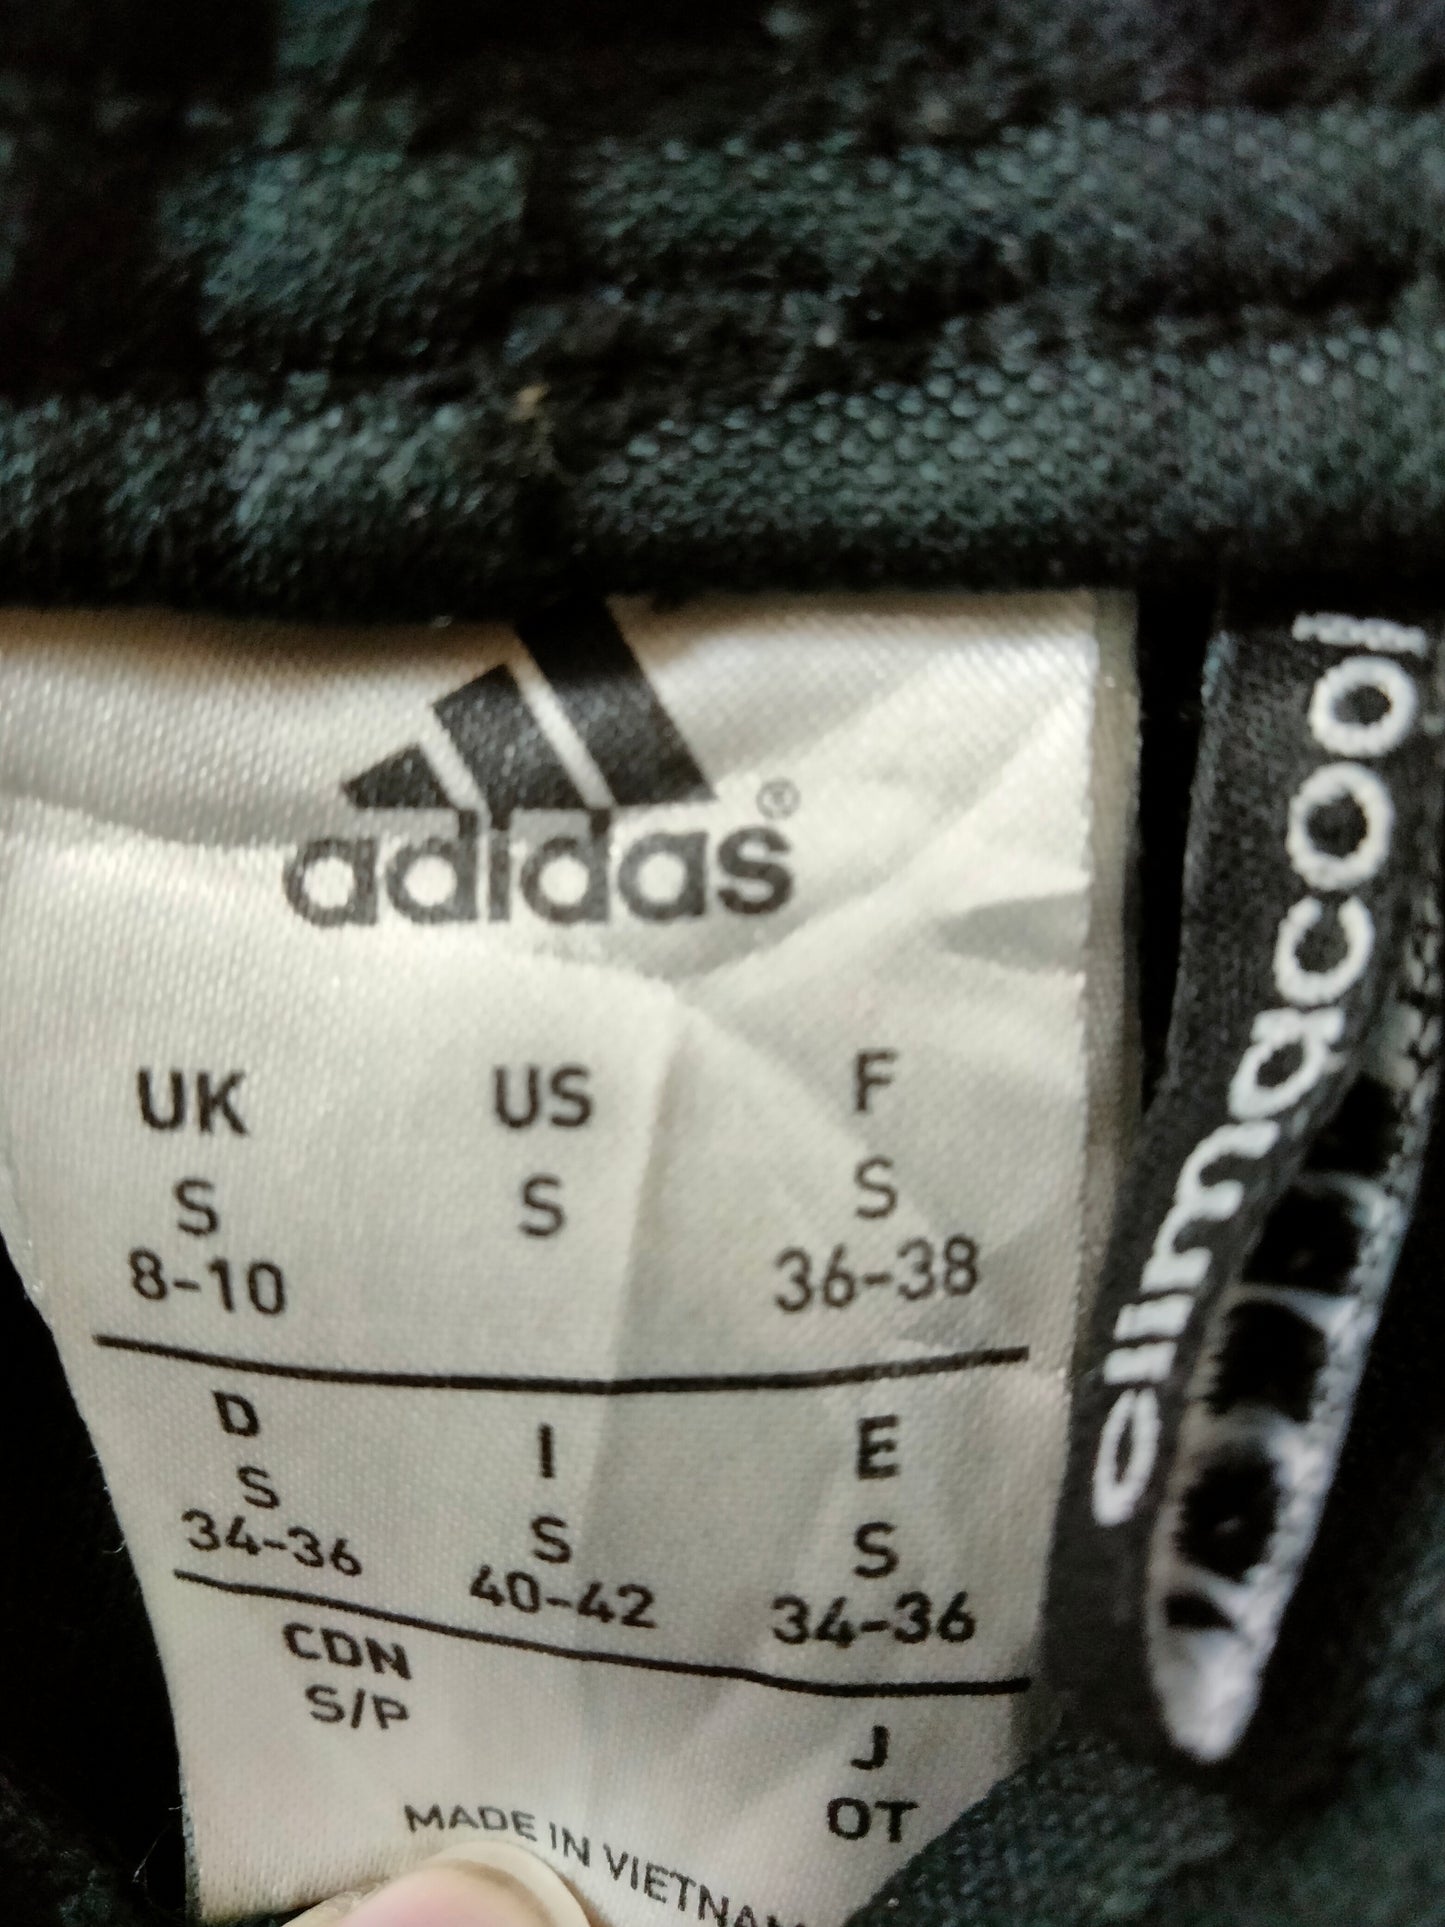 adidas®
UK US F
S S S
8-10 36-38
D I E
S S S
34-36 40-42 34-36
CDN J
S/P OT
MADE IN VIETNAM
climacool